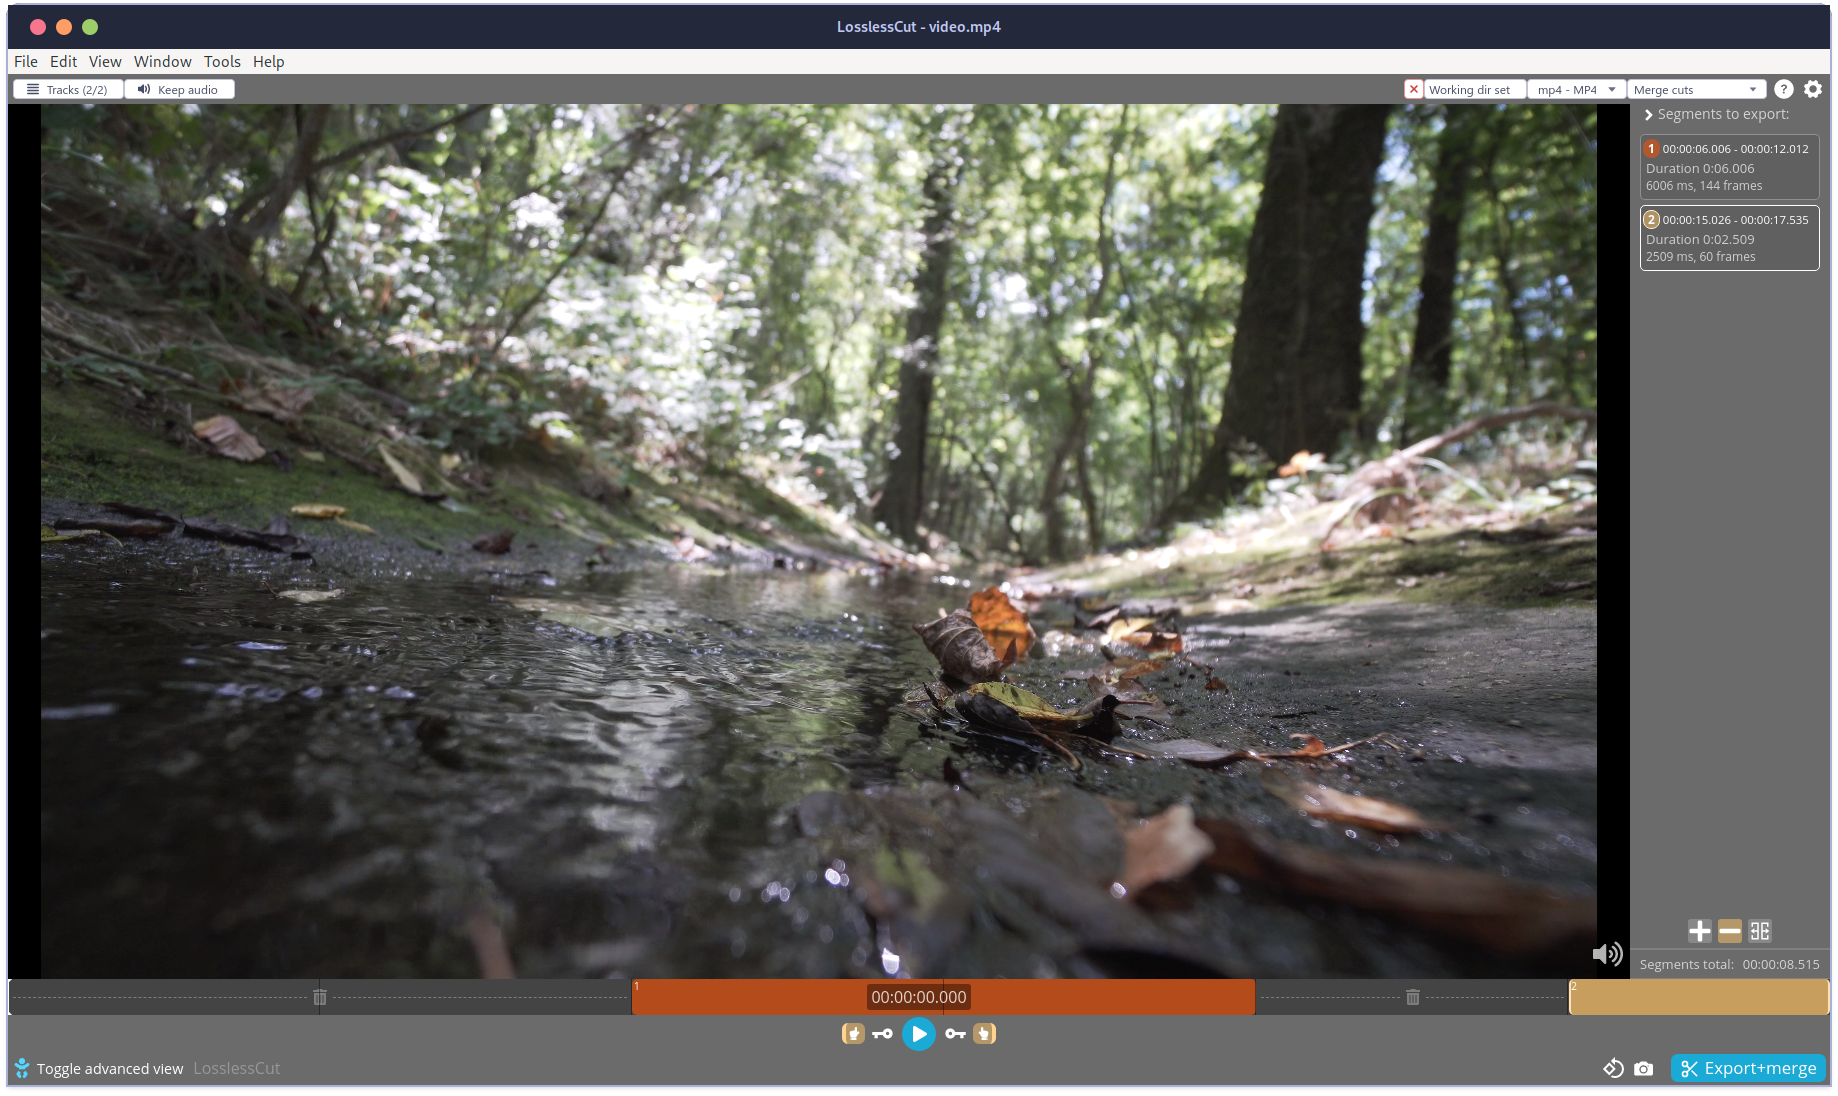 LosslessCut - video.mp4
File Edit View Window Tools Help
Tracks (2/2) Keep audio Working dir set mp4 - MP4 Merge cuts ?
Segments to export:
1 00:00:06.006 - 00:00:12.012
Duration 0:06.006
6006 ms, 144 frames
2 00:00:15.026 - 00:00:17.535
Duration 0:02.509
2509 ms, 60 frames
Segments total: 00:00:08.515
1 00:00:00.000 2
Toggle advanced view LosslessCut Export+merge